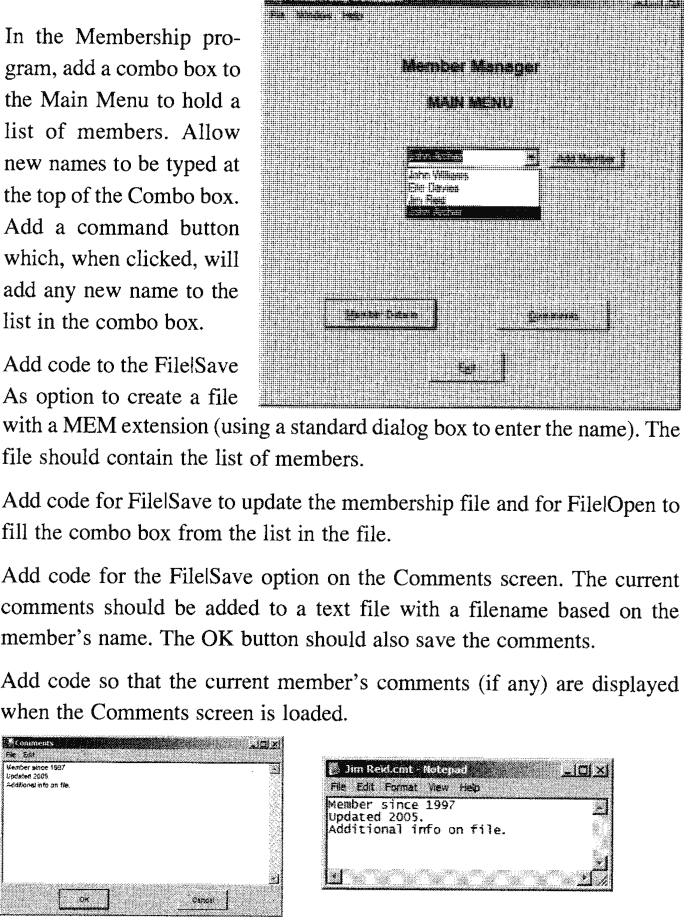 In the Membership pro-
gram, add a combo box to
the Main Menu to hold a
list of members. Allow
new names to be typed at
the top of the Combo box.
Add a command button
which, when clicked, will
add any new name to the
list in the combo box.
Add code to the File|Save
As option to create a file
File Window Help
Member Manager
MAIN MENU
Add Member
John Williams
Elle Davies
Jim Reid
Member Details
Comments
Exit
with a MEM extension (using a standard dialog box to enter the name). The
file should contain the list of members.
Add code for File|Save to update the membership file and for File|Open to
fill the combo box from the list in the file.
Add code for the File|Save option on the Comments screen. The current
comments should be added to a text file with a filename based on the
member's name. The OK button should also save the comments.
Add code so that the current member's comments (if any) are displayed
when the Comments screen is loaded.
Comments
File Edit
Member since 1997
Updated 2005
Additional info on file.
OK
Cancel
Jim Reid.cmt - Notepad
File Edit Format View Help
Member since 1997
Updated 2005.
Additional info on file.